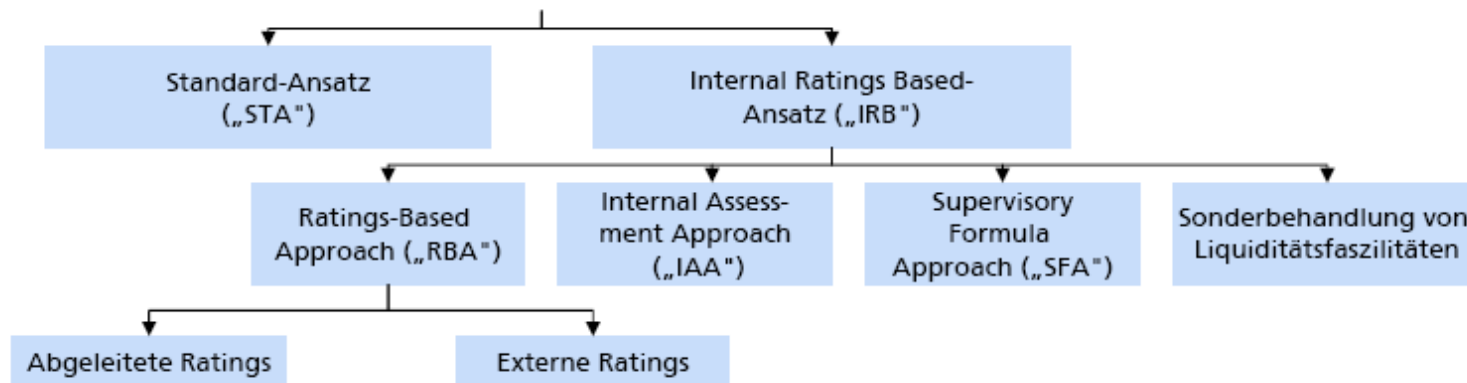 Standard-Ansatz
(„STA")
Internal Ratings Based-
Ansatz („IRB")
Ratings-Based
Approach („RBA")
Internal Assess-
ment Approach
(„IAA")
Supervisory
Formula
Approach („SFA")
Sonderbehandlung von
Liquiditätsfaszilitäten
Abgeleitete Ratings
Externe Ratings